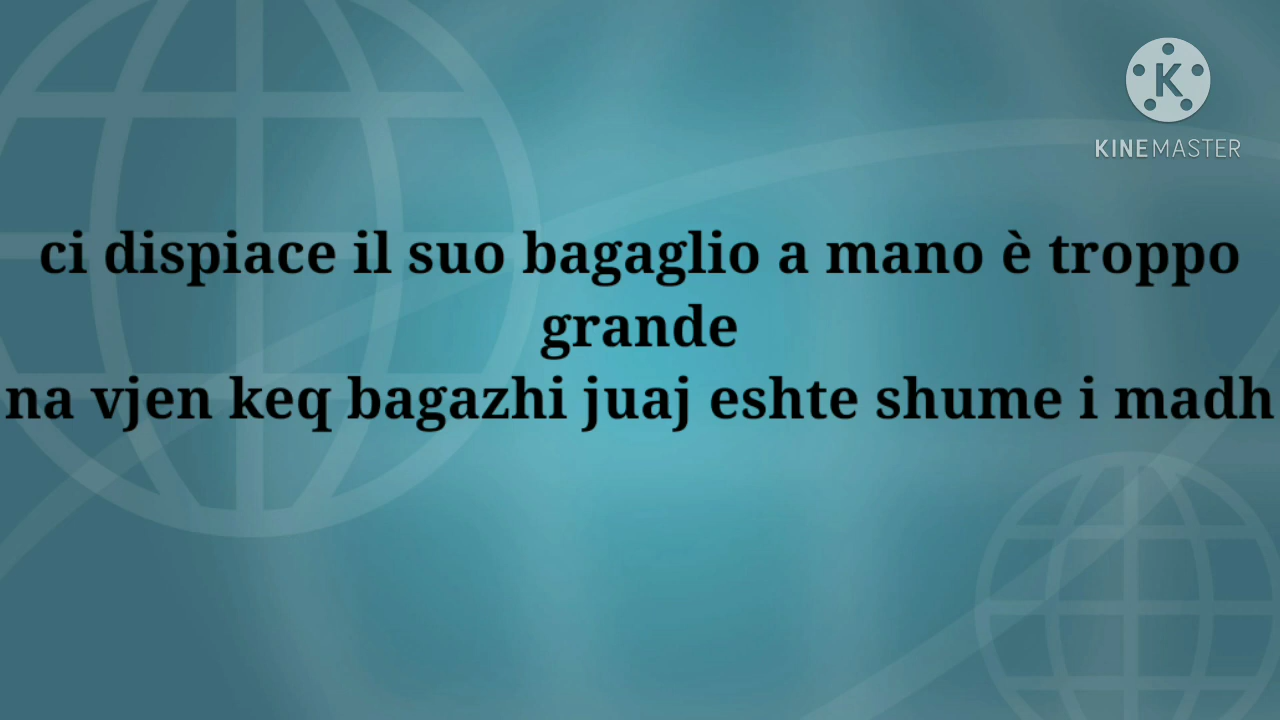 K
KINEMASTER
ci dispiace il suo bagaglio a mano è troppo
grande
na vjen keq bagazhi juaj eshte shume i madh